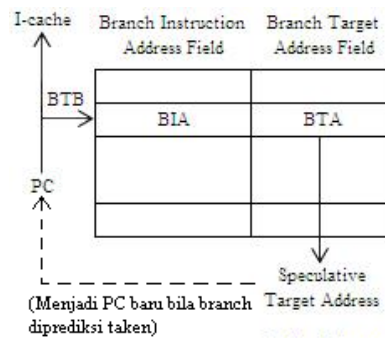 I-cache
Branch Instruction
Address Field
Branch Target
Address Field
BTB
BIA
BTA
PC
Speculative
Target Address
(Menjadi PC baru bila branch
diprediksi taken)